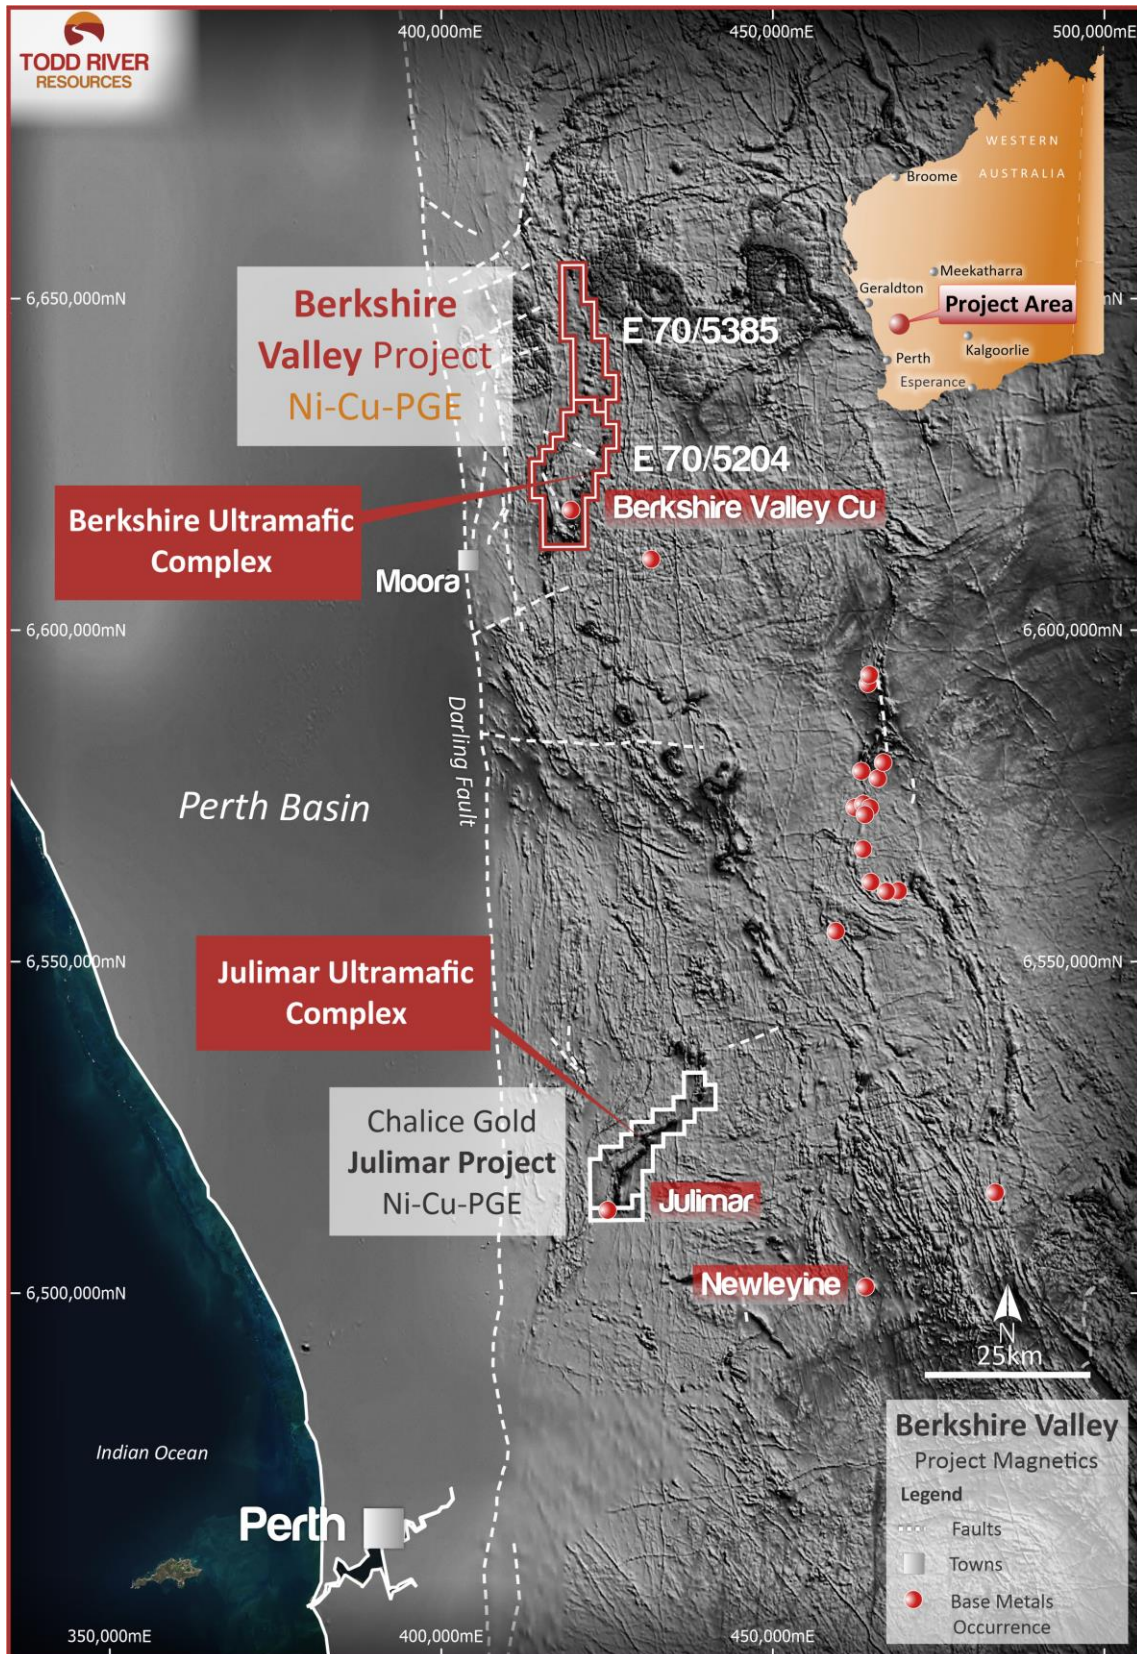 TODD RIVER
RESOURCES
400,000mE
450,000mE
500,000mE
WESTERN
AUSTRALIA
Broome
Meekatharra
Geraldton
Project Area
Perth
Kalgoorlie
Esperance
6,650,000mN
Berkshire
Valley Project
Ni-Cu-PGE
E 70/5385
E 70/5204
Berkshire Valley Cu
Berkshire Ultramafic
Complex
Moora
6,600,000mN
6,600,000mN
Darling Fault
Perth Basin
6,550,000mN
6,550,000mN
Julimar Ultramafic
Complex
Chalice Gold
Julimar Project
Ni-Cu-PGE
Julimar
Newleyine
6,500,000mN
N
25km
Berkshire Valley
Project Magnetics
Legend
Faults
Towns
Base Metals
Occurrence
Indian Ocean
Perth
350,000mE
400,000mE
450,000mE